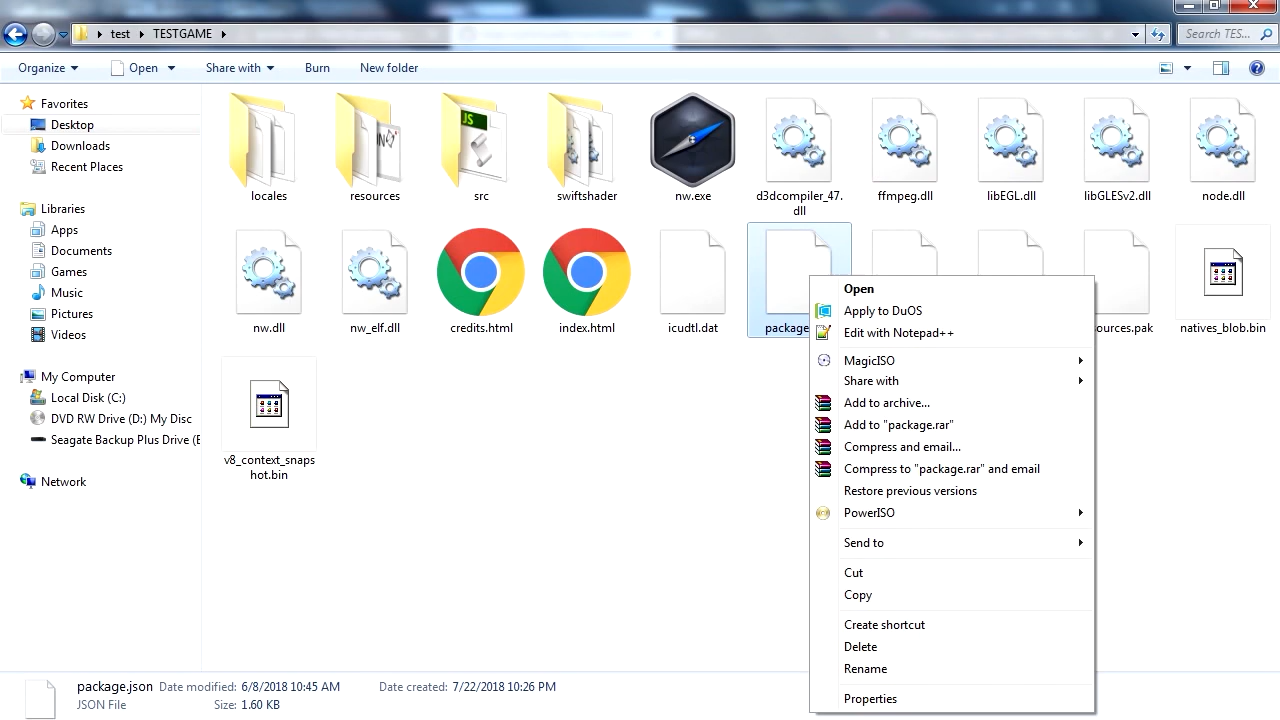 test TESTGAME
Search TES...
Organize Open Share with Burn New folder
Favorites
Desktop
Downloads
Recent Places
Libraries
Apps
Documents
Games
Music
Pictures
Videos
My Computer
Local Disk (C:)
DVD RW Drive (D:) My Disc
Seagate Backup Plus Drive (E
Network
locales
resources
JS
src
swiftshader
nw.exe
d3dcompiler_47.
dll
ffmpeg.dll
libEGL.dll
libGLESv2.dll
node.dll
nw.dll
nw_elf.dll
credits.html
index.html
icudtl.dat
package
ources.pak
natives_blob.bin
v8_context_snaps
hot.bin
Open
Apply to DuOS
Edit with Notepad++
MagicISO
Share with
Add to archive...
Add to "package.rar"
Compress and email...
Compress to "package.rar" and email
Restore previous versions
PowerISO
Send to
Cut
Copy
Create shortcut
Delete
Rename
Properties
package.json Date modified: 6/8/2018 10:45 AM Date created: 7/22/2018 10:26 PM
JSON File Size: 1.60 KB